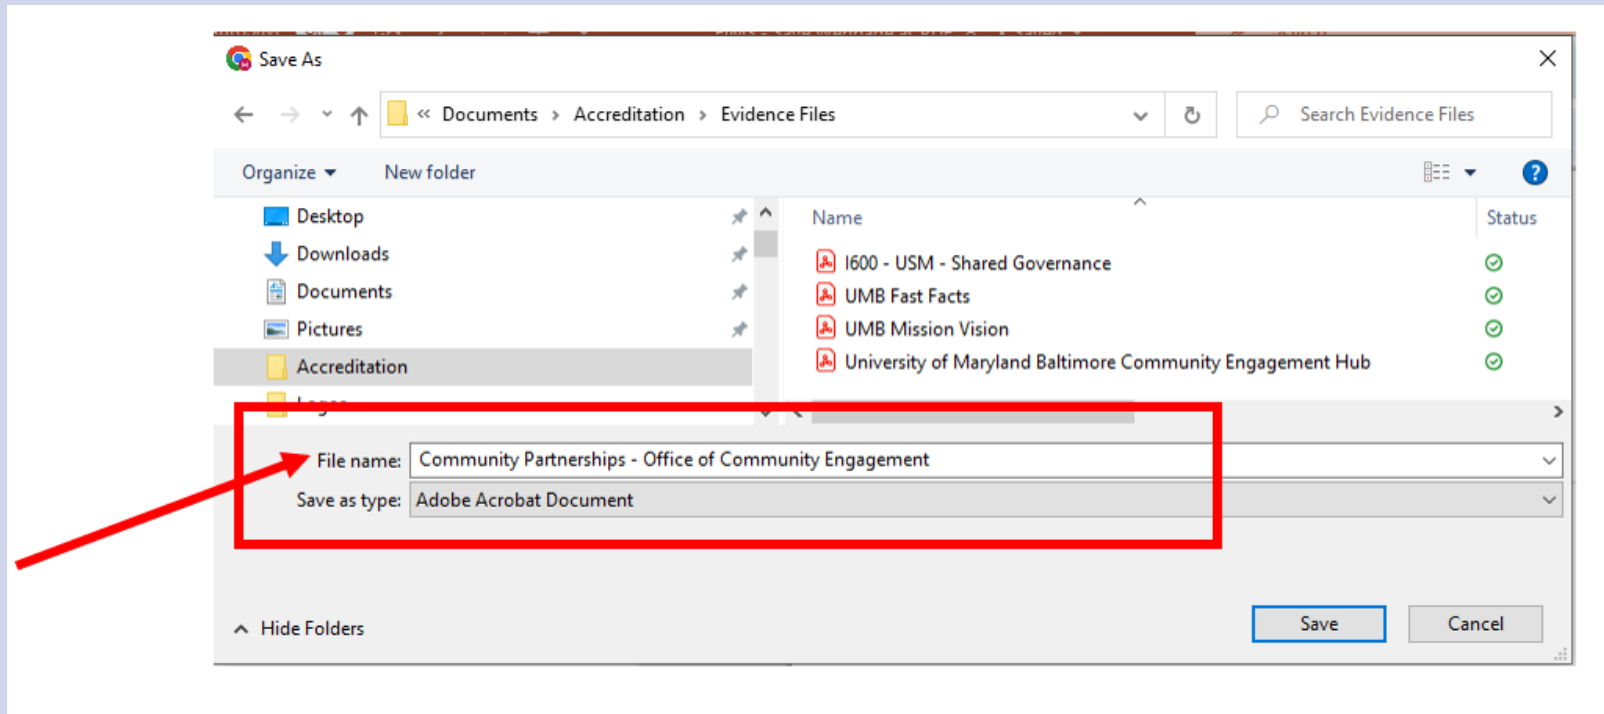 Save As
« Documents > Accreditation > Evidence Files
Search Evidence Files
Organize
New folder
Desktop
Downloads
Documents
Pictures
Accreditation
Name
Status
I600 - USM - Shared Governance
UMB Fast Facts
UMB Mission Vision
University of Maryland Baltimore Community Engagement Hub
File name: Community Partnerships - Office of Community Engagement
Save as type: Adobe Acrobat Document
Hide Folders
Save
Cancel